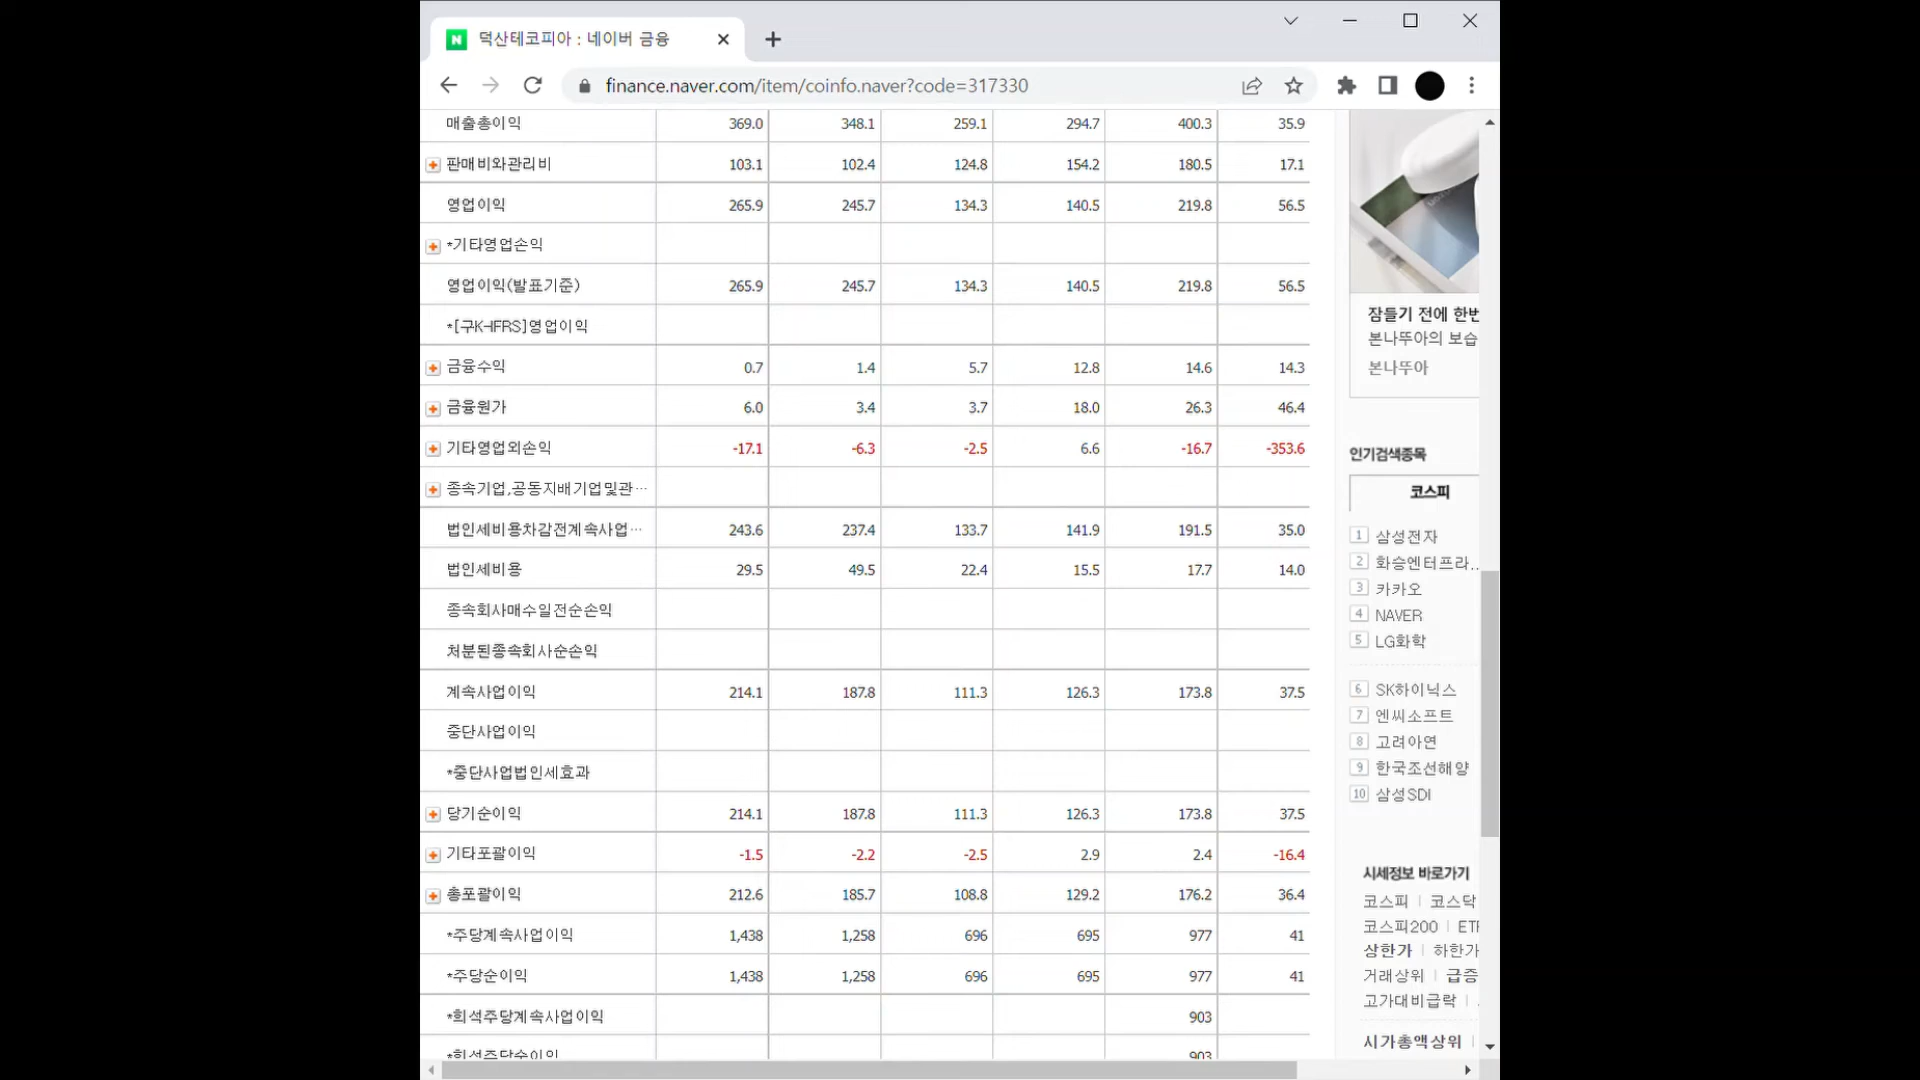 덕산테코피아 : 네이버 금융
finance.naver.com/item/coinfo.naver?code=317330
매출총이익 369.0 348.1 259.1 294.7 400.3 35.9
판매비와관리비 103.1 102.4 124.8 154.2 180.5 17.1
영업이익 265.9 245.7 134.3 140.5 219.8 56.5
*기타영업손익
영업이익(발표기준) 265.9 245.7 134.3 140.5 219.8 56.5
*[구K-IFRS]영업이익
금융수익 0.7 1.4 5.7 12.8 14.6 14.3
금융원가 6.0 3.4 3.7 18.0 26.3 46.4
기타영업외손익 -17.1 -6.3 -2.5 6.6 -16.7 -353.6
종속기업,공동지배기업및관…
법인세비용차감전계속사업… 243.6 237.4 133.7 141.9 191.5 35.0
법인세비용 29.5 49.5 22.4 15.5 17.7 14.0
종속회사매수일전순손익
처분된종속회사순손익
계속사업이익 214.1 187.8 111.3 126.3 173.8 37.5
중단사업이익
*중단사업법인세효과
당기순이익 214.1 187.8 111.3 126.3 173.8 37.5
기타포괄이익 -1.5 -2.2 -2.5 2.9 2.4 -16.4
총포괄이익 212.6 185.7 108.8 129.2 176.2 36.4
*주당계속사업이익 1,438 1,258 696 695 977 41
*주당순이익 1,438 1,258 696 695 977 41
*희석주당계속사업이익 903
*희석주당순이익 903
잠들기 전에 한번
본나뚜아의 보습
본나뚜아
인기검색종목
코스피
1 삼성전자
2 화승엔터프라..
3 카카오
4 NAVER
5 LG화학
6 SK하이닉스
7 엔씨소프트
8 고려아연
9 한국조선해양
10 삼성SDI
시세정보 바로가기
코스피 | 코스닥
코스피200 | ETF
상한가 | 하한가
거래상위 | 급증
고가대비급락 |
시가총액상위 |